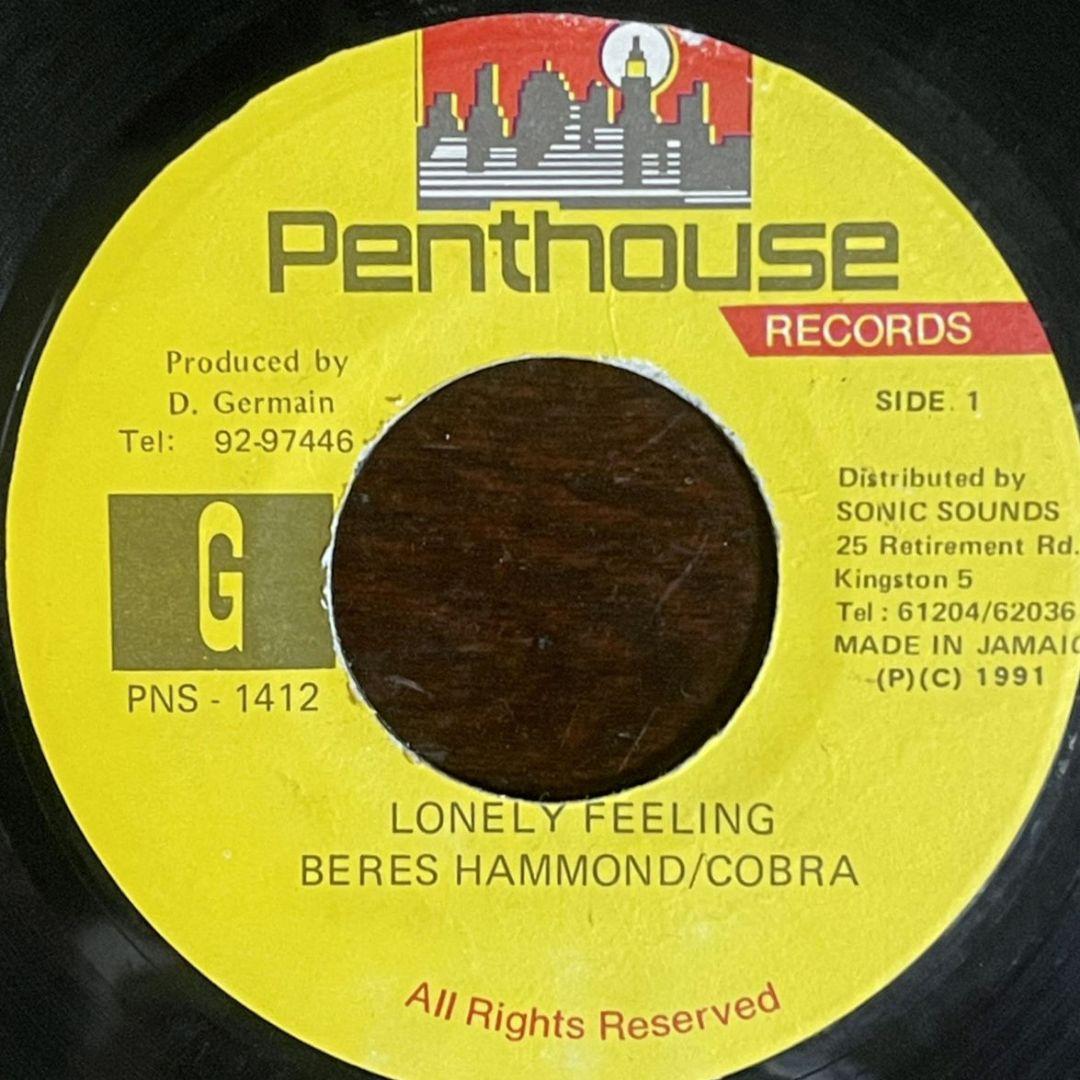 Penthouse
RECORDS
Produced by
D. Germain
Tel: 92-97446
SIDE. 1
G
PNS - 1412
Distributed by
SONIC SOUNDS
25 Retirement Rd.
Kingston 5
Tel : 61204/62036
MADE IN JAMAIC
(P)(C) 1991
LONELY FEELING
BERES HAMMOND/COBRA
All Rights Reserved